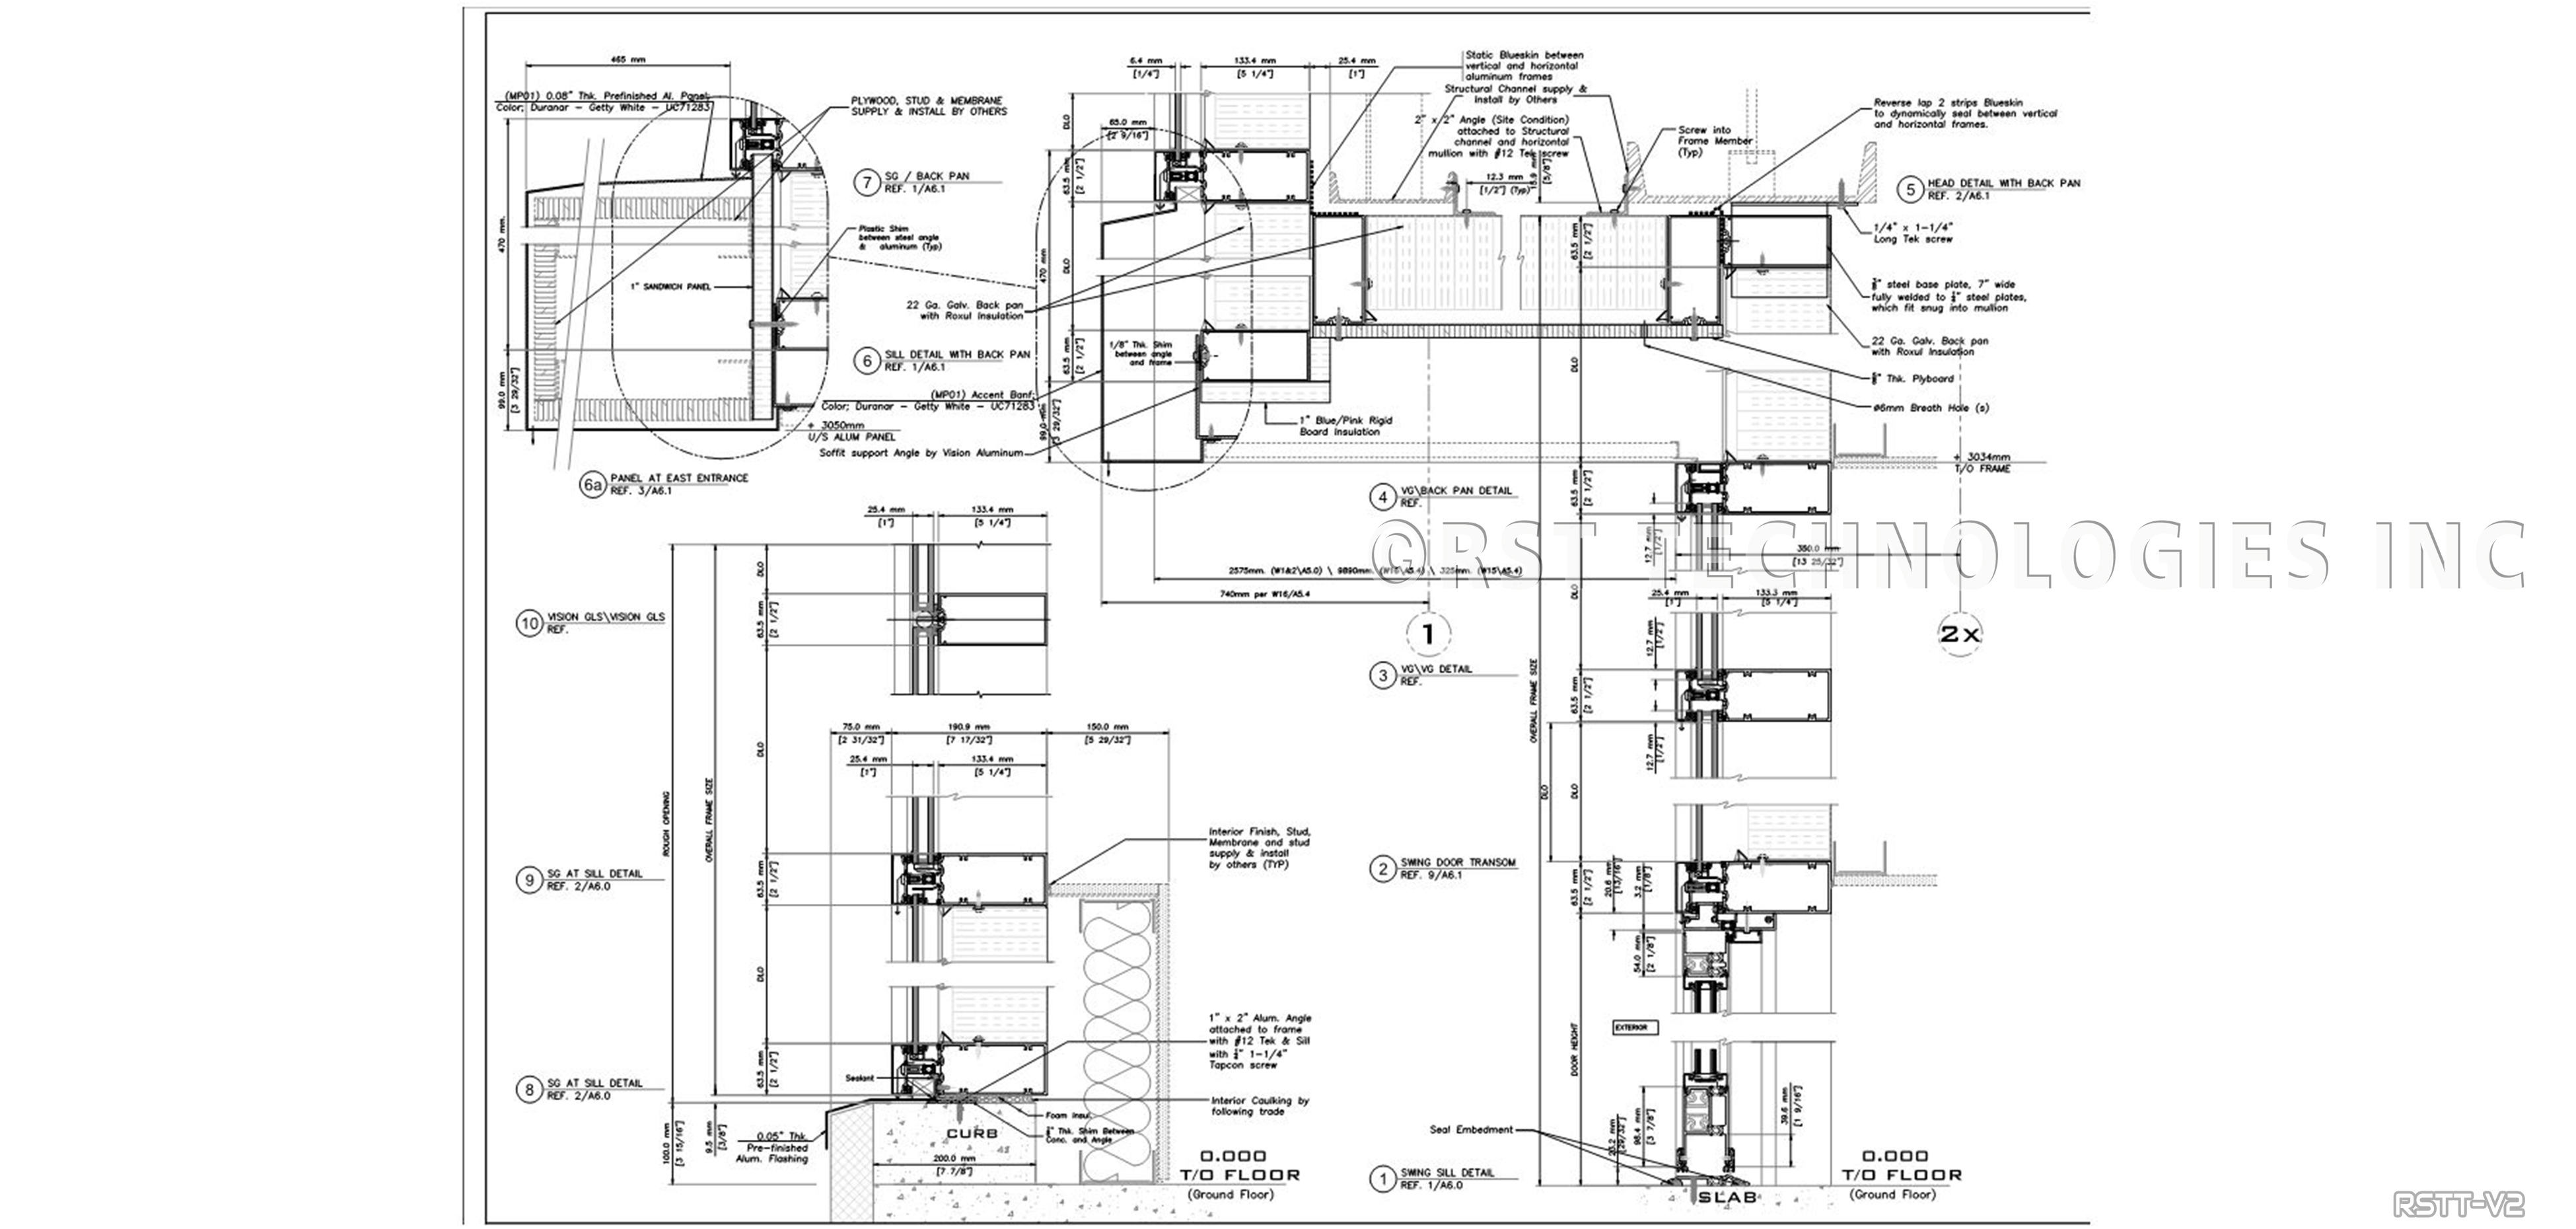 465 mm
(MP01) 0.08" Thk. Prefinished Al. Panel;
Color; Duranar - Getty White - UC71283
PLYWOOD, STUD & MEMBRANE
SUPPLY & INSTALL BY OTHERS
7
SG / BACK PAN
REF. 1/A6.1
470 mm.
Plastic Shim
between steel angle
& aluminum (Typ)
1" SANDWICH PANEL
22 Ga. Galv. Back pan
with Roxul Insulation
6
SILL DETAIL WITH BACK PAN
REF. 1/A6.1
99.0 mm
[3 29/32"]
(MP01) Accent Banf;
Color; Duranar - Getty White - UC71283
+ 3050mm
U/S ALUM PANEL
Soffit support Angle by Vision Aluminum
6a
PANEL AT EAST ENTRANCE
REF. 3/A6.1
6.4 mm
[1/4"]
133.4 mm
[5 1/4"]
25.4 mm
[1"]
65.0 mm
[2 9/16"]
DLO
63.5 mm
[2 1/2"]
DLO
470 mm
63.5 mm
[2 1/2"]
99.0 mm
[3 29/32"]
1/8" Thk. Shim
between angle
and frame
1" Blue/Pink Rigid
Board Insulation
Static Blueskin between
vertical and horizontal
aluminum frames
Structural Channel supply &
Install by Others
2" x 2" Angle (Site Condition)
attached to Structural
channel and horizontal
mullion with #12 Tek screw
12.3 mm
[1/2"] (Typ)
[5/8"]
Screw into
Frame Member
(Typ)
Reverse lap 2 strips Blueskin
to dynamically seal between vertical
and horizontal frames.
5
HEAD DETAIL WITH BACK PAN
REF. 2/A6.1
1/4" x 1-1/4"
Long Tek screw
63.5 mm
[2 1/2"]
steel base plate, 7" wide
fully welded to steel plates,
which fit snug into mullion
22 Ga. Galv. Back pan
with Roxul Insulation
Thk. Plyboard
ø6mm Breath Hole (s)
DLO
+ 3034mm
T/O FRAME
4
VG\BACK PAN DETAIL
REF.
63.5 mm
[2 1/2"]
12.7 mm
[1/2"]
350.0 mm
[13 25/32"]
©RST TECHNOLOGIES INC
2575mm. (W1&2\A5.0) \ 9890mm. (W16\A5.4) \ 325mm. (W15\A5.4)
740mm per W16/A5.4
1
2x
25.4 mm
[1"]
133.4 mm
[5 1/4"]
DLO
63.5 mm
[2 1/2"]
10
VISION GLS\VISION GLS
REF.
DLO
ROUGH OPENING
OVERALL FRAME SIZE
75.0 mm
[2 31/32"]
190.9 mm
[7 17/32"]
150.0 mm
[5 29/32"]
25.4 mm
[1"]
133.4 mm
[5 1/4"]
9
SG AT SILL DETAIL
REF. 2/A6.0
63.5 mm
[2 1/2"]
Interior Finish, Stud,
Membrane and stud
supply & install
by others (TYP)
DLO
1" x 2" Alum. Angle
attached to frame
with #12 Tek & Sill
with 1-1/4"
Tapcon screw
8
SG AT SILL DETAIL
REF. 2/A6.0
63.5 mm
[2 1/2"]
Sealant
Interior Caulking by
following trade
Foam Insul.
Thk. Shim Between
Conc. and Angle
CURB
100.0 mm
[3 15/16"]
9.5 mm
[3/8"]
0.05" Thk.
Pre-finished
Alum. Flashing
200.0 mm
[7 7/8"]
0.000
T/O FLOOR
(Ground Floor)
25.4 mm
[1"]
133.3 mm
[5 1/4"]
DLO
12.7 mm
[1/2"]
3
VG\VG DETAIL
REF.
OVERALL FRAME SIZE
63.5 mm
[2 1/2"]
12.7 mm
[1/2"]
DLO
DLO
2
SWING DOOR TRANSOM
REF. 9/A6.1
63.5 mm
[2 1/2"]
20.6 mm
[13/16"]
3.2 mm
[1/8"]
54.0 mm
[2 1/8"]
EXTERIOR
DOOR HEIGHT
39.6 mm
[1 9/16"]
98.4 mm
[3 7/8"]
[29/32"]
Seal Embedment
1
SWING SILL DETAIL
REF. 1/A6.0
SLAB
0.000
T/O FLOOR
(Ground Floor)
RSTT-V2